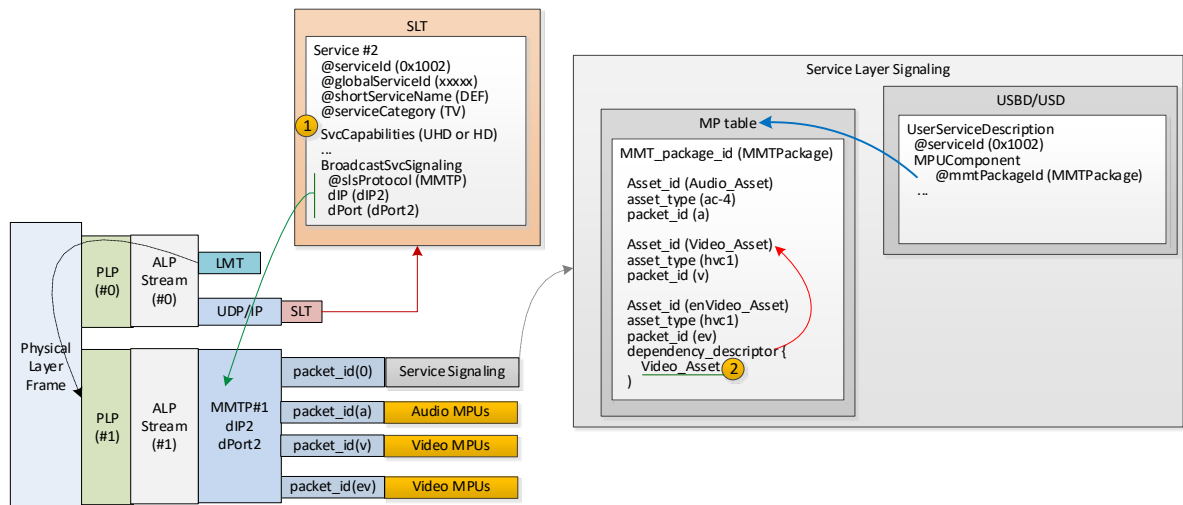 SLT
Service #2
@serviceId (0x1002)
@globalServiceId (xxxxx)
@shortServiceName (DEF)
@serviceCategory (TV)
1
SvcCapabilities (UHD or HD)
...
BroadcastSvcSignaling
@slsProtocol (MMTP)
dIP (dIP2)
dPort (dPort2)
Service Layer Signaling
MP table
MMT_package_id (MMTPackage)
Asset_id (Audio_Asset)
asset_type (ac-4)
packet_id (a)
Asset_id (Video_Asset)
asset_type (hvc1)
packet_id (v)
Asset_id (enVideo_Asset)
asset_type (hvc1)
packet_id (ev)
dependency_descriptor {
Video_Asset
2
)
USBD/USD
UserServiceDescription
@serviceId (0x1002)
MPUComponent
@mmtPackageId (MMTPackage)
...
Physical
Layer
Frame
PLP
(#0)
ALP
Stream
(#0)
LMT
UDP/IP
SLT
PLP
(#1)
ALP
Stream
(#1)
MMTP#1
dIP2
dPort2
packet_id(0)
Service Signaling
packet_id(a)
Audio MPUs
packet_id(v)
Video MPUs
packet_id(ev)
Video MPUs